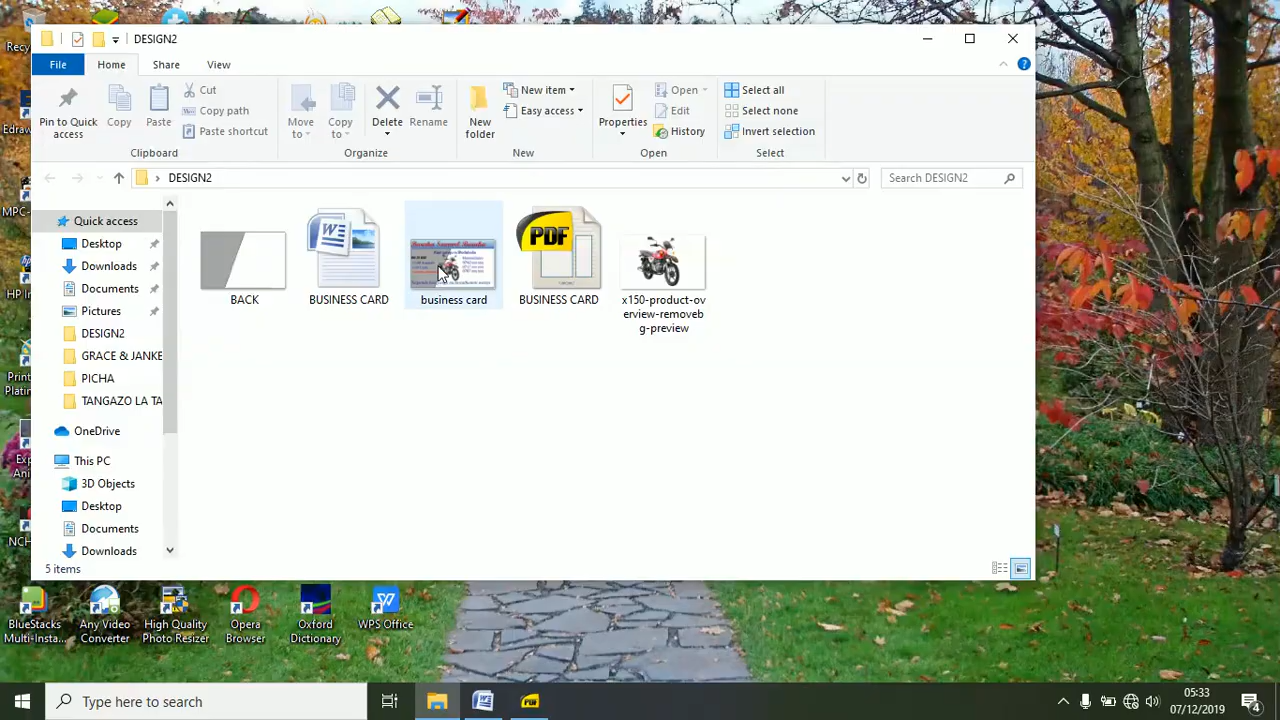 DESIGN2
File
Home
Share
View
Pin to Quick
access
Copy
Paste
Cut
Copy path
Paste shortcut
Clipboard
Move
to
Copy
to
Delete
Rename
Organize
New
folder
New item
Easy access
New
Properties
Open
Edit
History
Open
Select all
Select none
Invert selection
Select
DESIGN2
Search DESIGN2
Quick access
Desktop
Downloads
Documents
Pictures
DESIGN2
GRACE & JANKE
PICHA
TANGAZO LA TA
OneDrive
This PC
3D Objects
Desktop
Documents
Downloads
BACK
BUSINESS CARD
business card
PDF
BUSINESS CARD
x150-product-ov
erview-removeb
g-preview
5 items
BlueStacks
Multi-Insta...
Any Video
Converter
High Quality
Photo Resizer
Opera
Browser
Oxford
Dictionary
WPS Office
Type here to search
PDF
05:33
07/12/2019
4